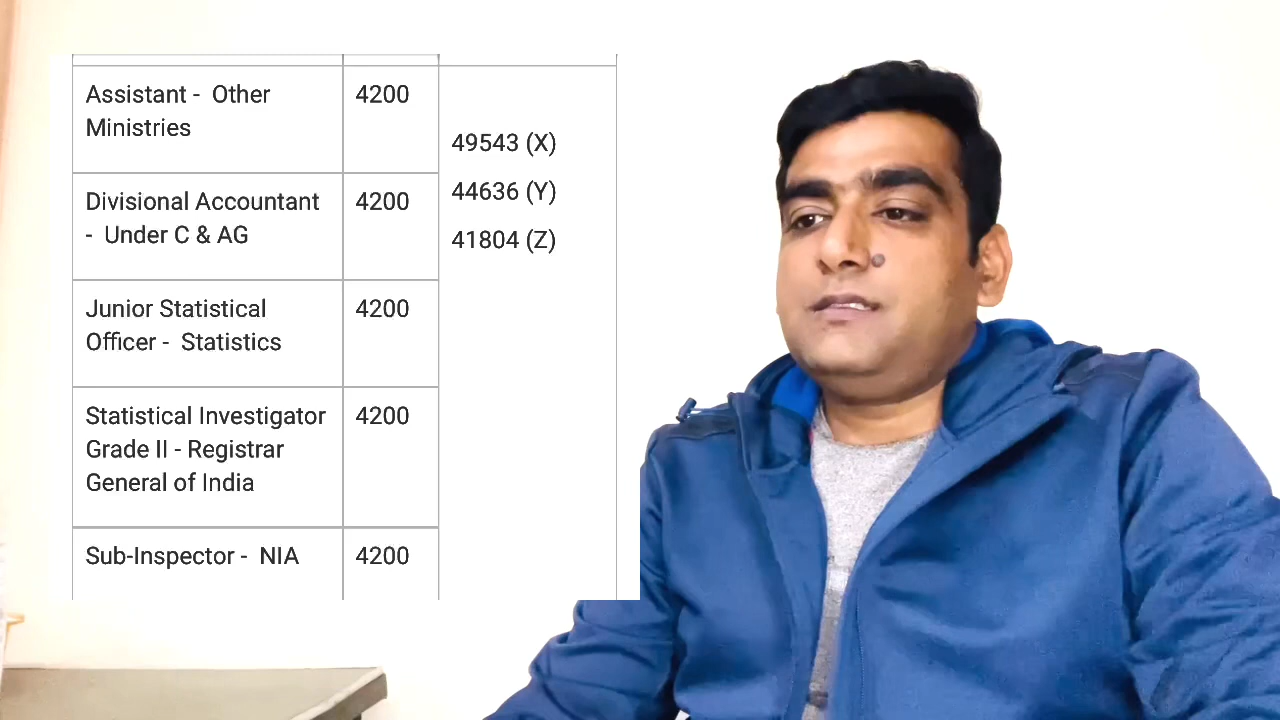 Assistant - Other
Ministries
4200
49543 (X)
44636 (Y)
41804 (Z)
Divisional Accountant
- Under C & AG
4200
Junior Statistical
Officer - Statistics
4200
Statistical Investigator
Grade II - Registrar
General of India
4200
Sub-Inspector - NIA
4200